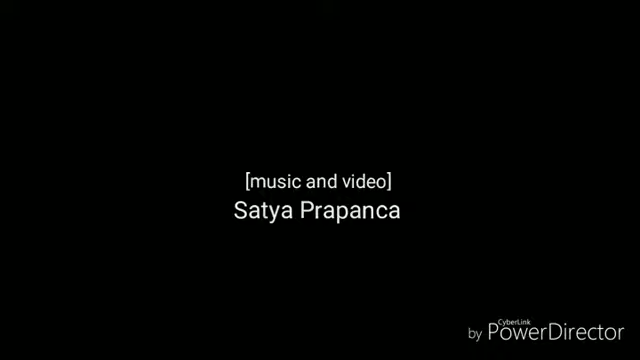 [music and video]
Satya Prapanca
CyberLink
by PowerDirector